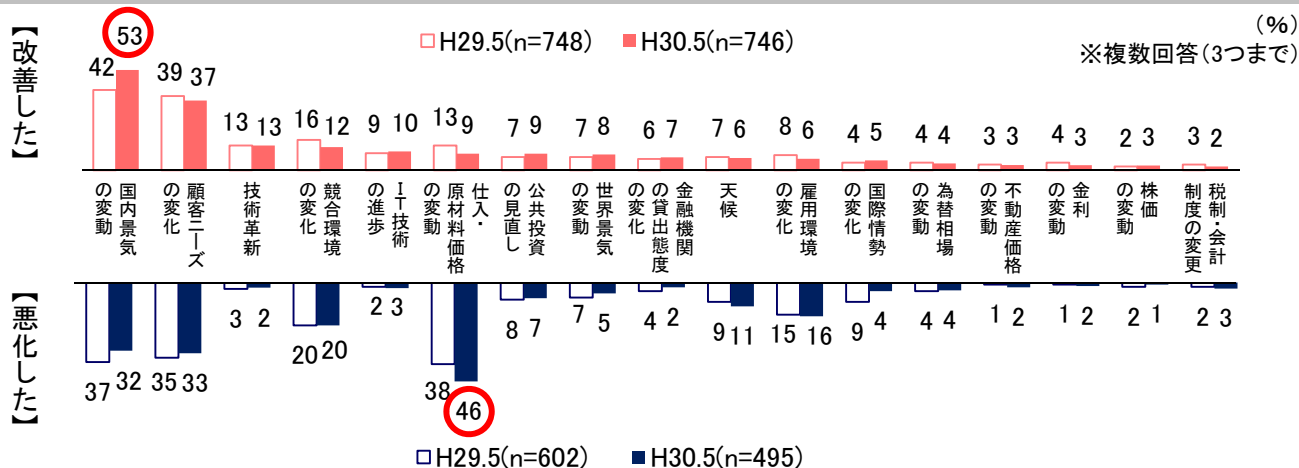 【改善した】
□H29.5(n=748) ■H30.5(n=746)
(%)
※複数回答(3つまで)
42 53 39 37 13 13 16 12 9 10 13 9 7 9 7 8 6 7 7 6 8 6 4 5 4 4 3 3 4 3 2 3 3 2
国内景気の変動
顧客ニーズの変化
技術革新
競合環境の変化
IT技術の進歩
仕入・原材料価格の変動
公共投資の見直し
世界景気の変動
金融機関の貸出態度の変化
天候
雇用環境の変化
国際情勢の変化
為替相場の変動
不動産価格の変動
金利の変動
株価の変動
税制・会計制度の変更
【悪化した】
37 32 35 33 3 2 20 20 2 3 38 46 8 7 7 5 4 2 9 11 15 16 9 4 4 4 1 2 1 2 2 1 2 3
□H29.5(n=602) ■H30.5(n=495)